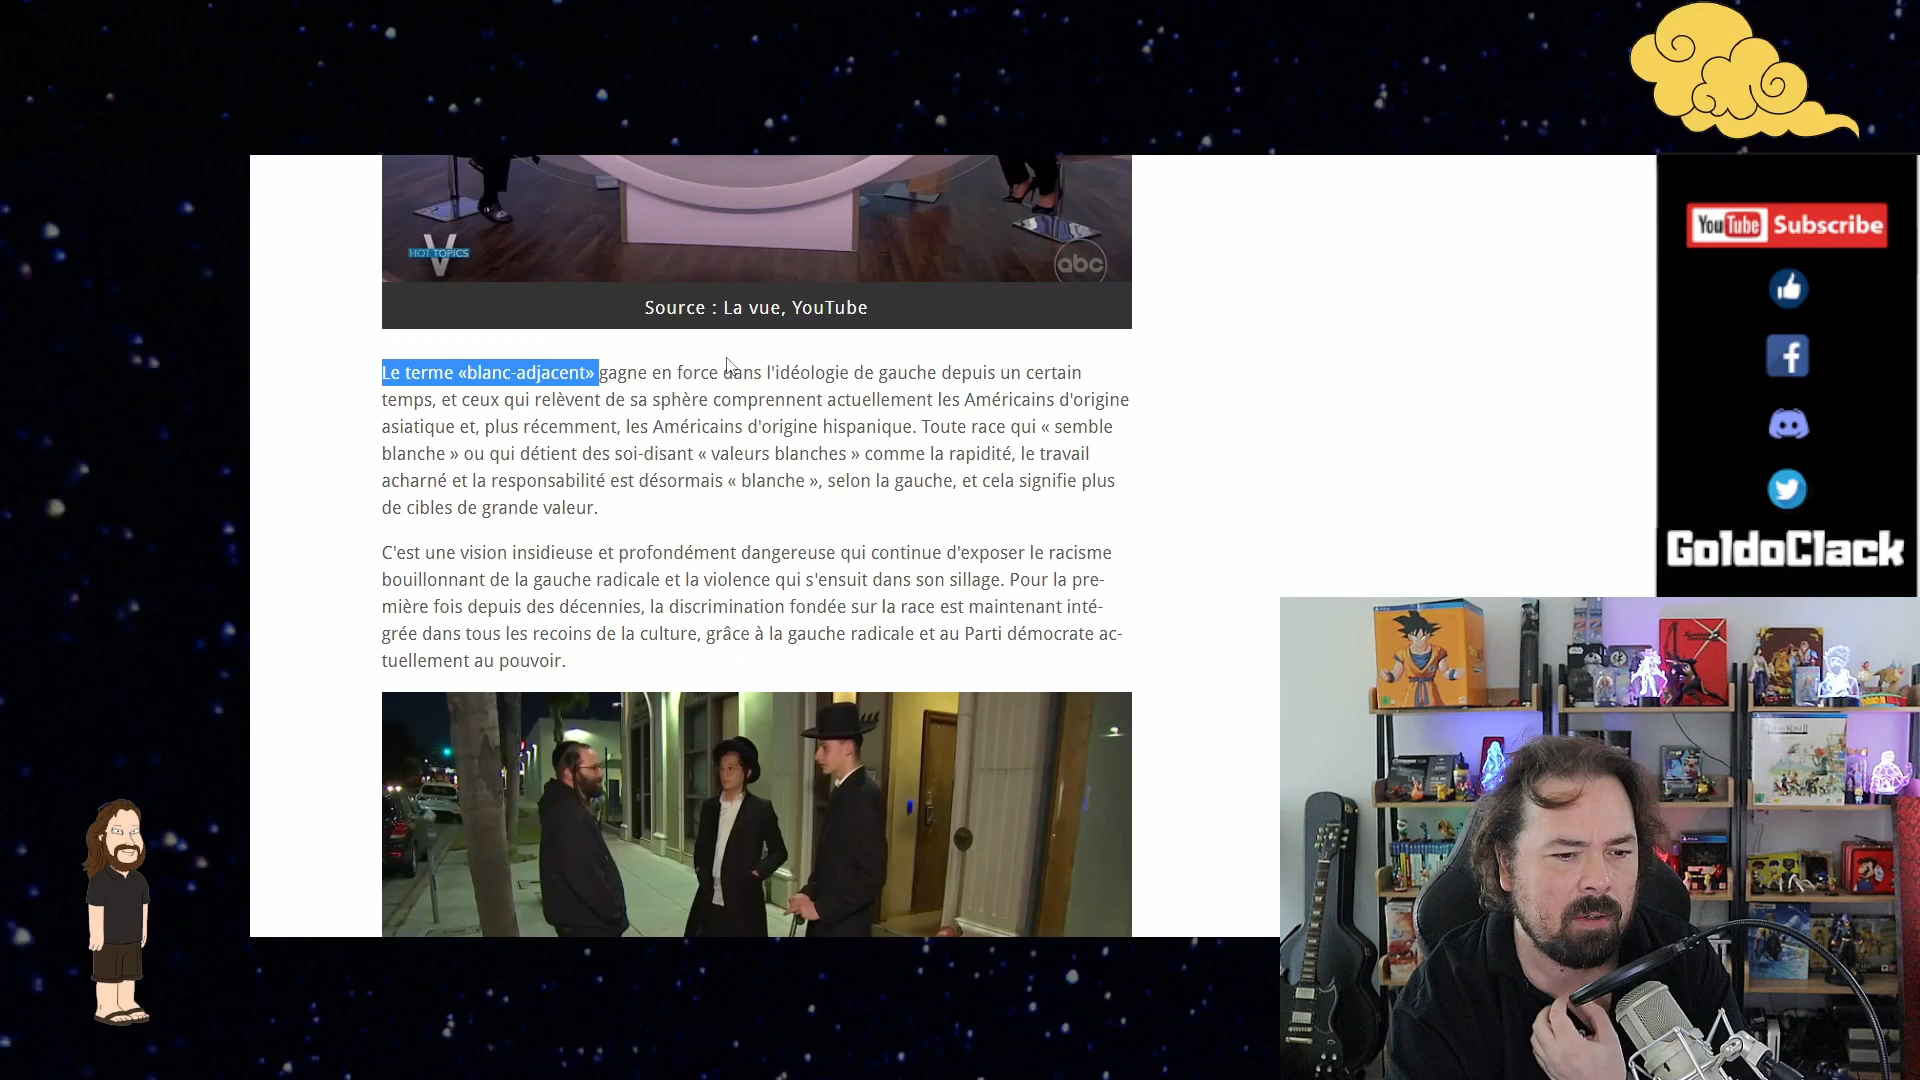 HOT TOPICS
V
abc
Source : La vue, YouTube
Le terme «blanc-adjacent» gagne en force dans l'idéologie de gauche depuis un certain
temps, et ceux qui relèvent de sa sphère comprennent actuellement les Américains d'origine
asiatique et, plus récemment, les Américains d'origine hispanique. Toute race qui « semble
blanche » ou qui détient des soi-disant « valeurs blanches » comme la rapidité, le travail
acharné et la responsabilité est désormais « blanche », selon la gauche, et cela signifie plus
de cibles de grande valeur.
C'est une vision insidieuse et profondément dangereuse qui continue d'exposer le racisme
bouillonnant de la gauche radicale et la violence qui s'ensuit dans son sillage. Pour la pre-
mière fois depuis des décennies, la discrimination fondée sur la race est maintenant inté-
grée dans tous les recoins de la culture, grâce à la gauche radicale et au Parti démocrate ac-
tuellement au pouvoir.
YouTube Subscribe
GoldoClack